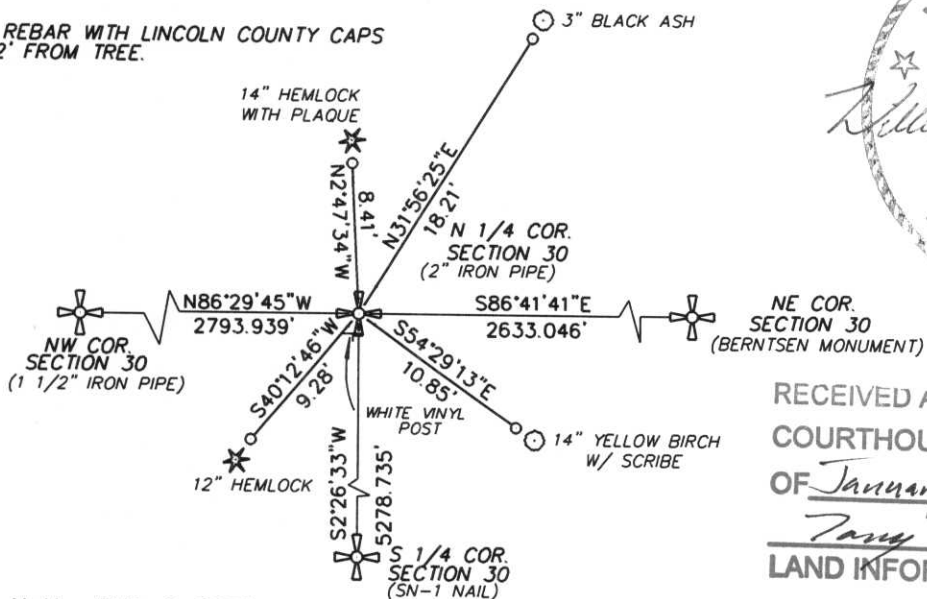 REBAR WITH LINCOLN COUNTY CAPS
2' FROM TREE.
3" BLACK ASH
14" HEMLOCK
WITH PLAQUE
N2°47'34"W
8.41'
N31°56'25"E
18.21'
N 1/4 COR.
SECTION 30
(2" IRON PIPE)
N86°29'45"W
2793.939'
S86°41'41"E
2633.046'
NE COR.
SECTION 30
(BERNTSEN MONUMENT)
NW COR.
SECTION 30
(1 1/2" IRON PIPE)
S40°12'46"W
9.28'
S54°29'13"E
10.85'
WHITE VINYL
POST
14" YELLOW BIRCH
W/ SCRIBE
12" HEMLOCK
S2°26'33"W
5278.735'
S 1/4 COR.
SECTION 30
(SN-1 NAIL)
RECEIVED
COURTHOU
OF
LAND INFOR